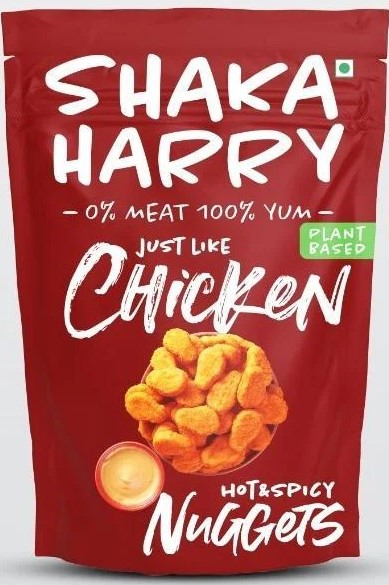 SHAKA
HARRY
- 0% MEAT 100% YUM -
PLANT
BASED
JUST LIKE
CHICKEN
HOT&SPICY
NUGGETS